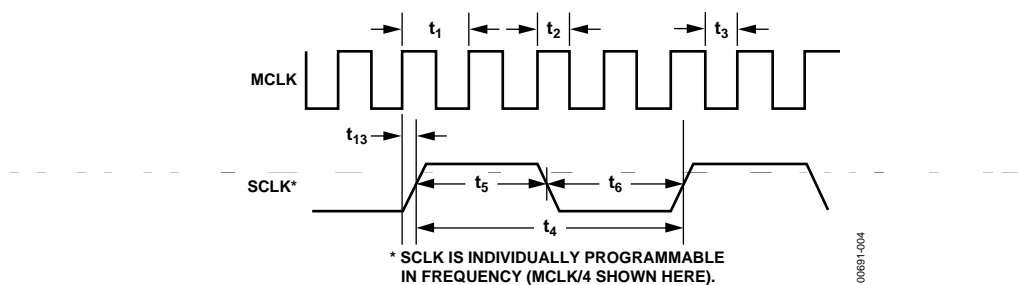 t1
t2
t3
MCLK
t13
SCLK*
t5
t6
t4
* SCLK IS INDIVIDUALLY PROGRAMMABLE
IN FREQUENCY (MCLK/4 SHOWN HERE).
00691-004